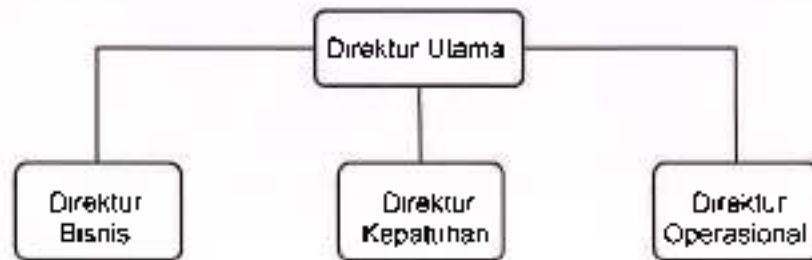 Direktur Utama
Direktur
Bisnis
Direktur
Kepatuhan
Direktur
Operasional